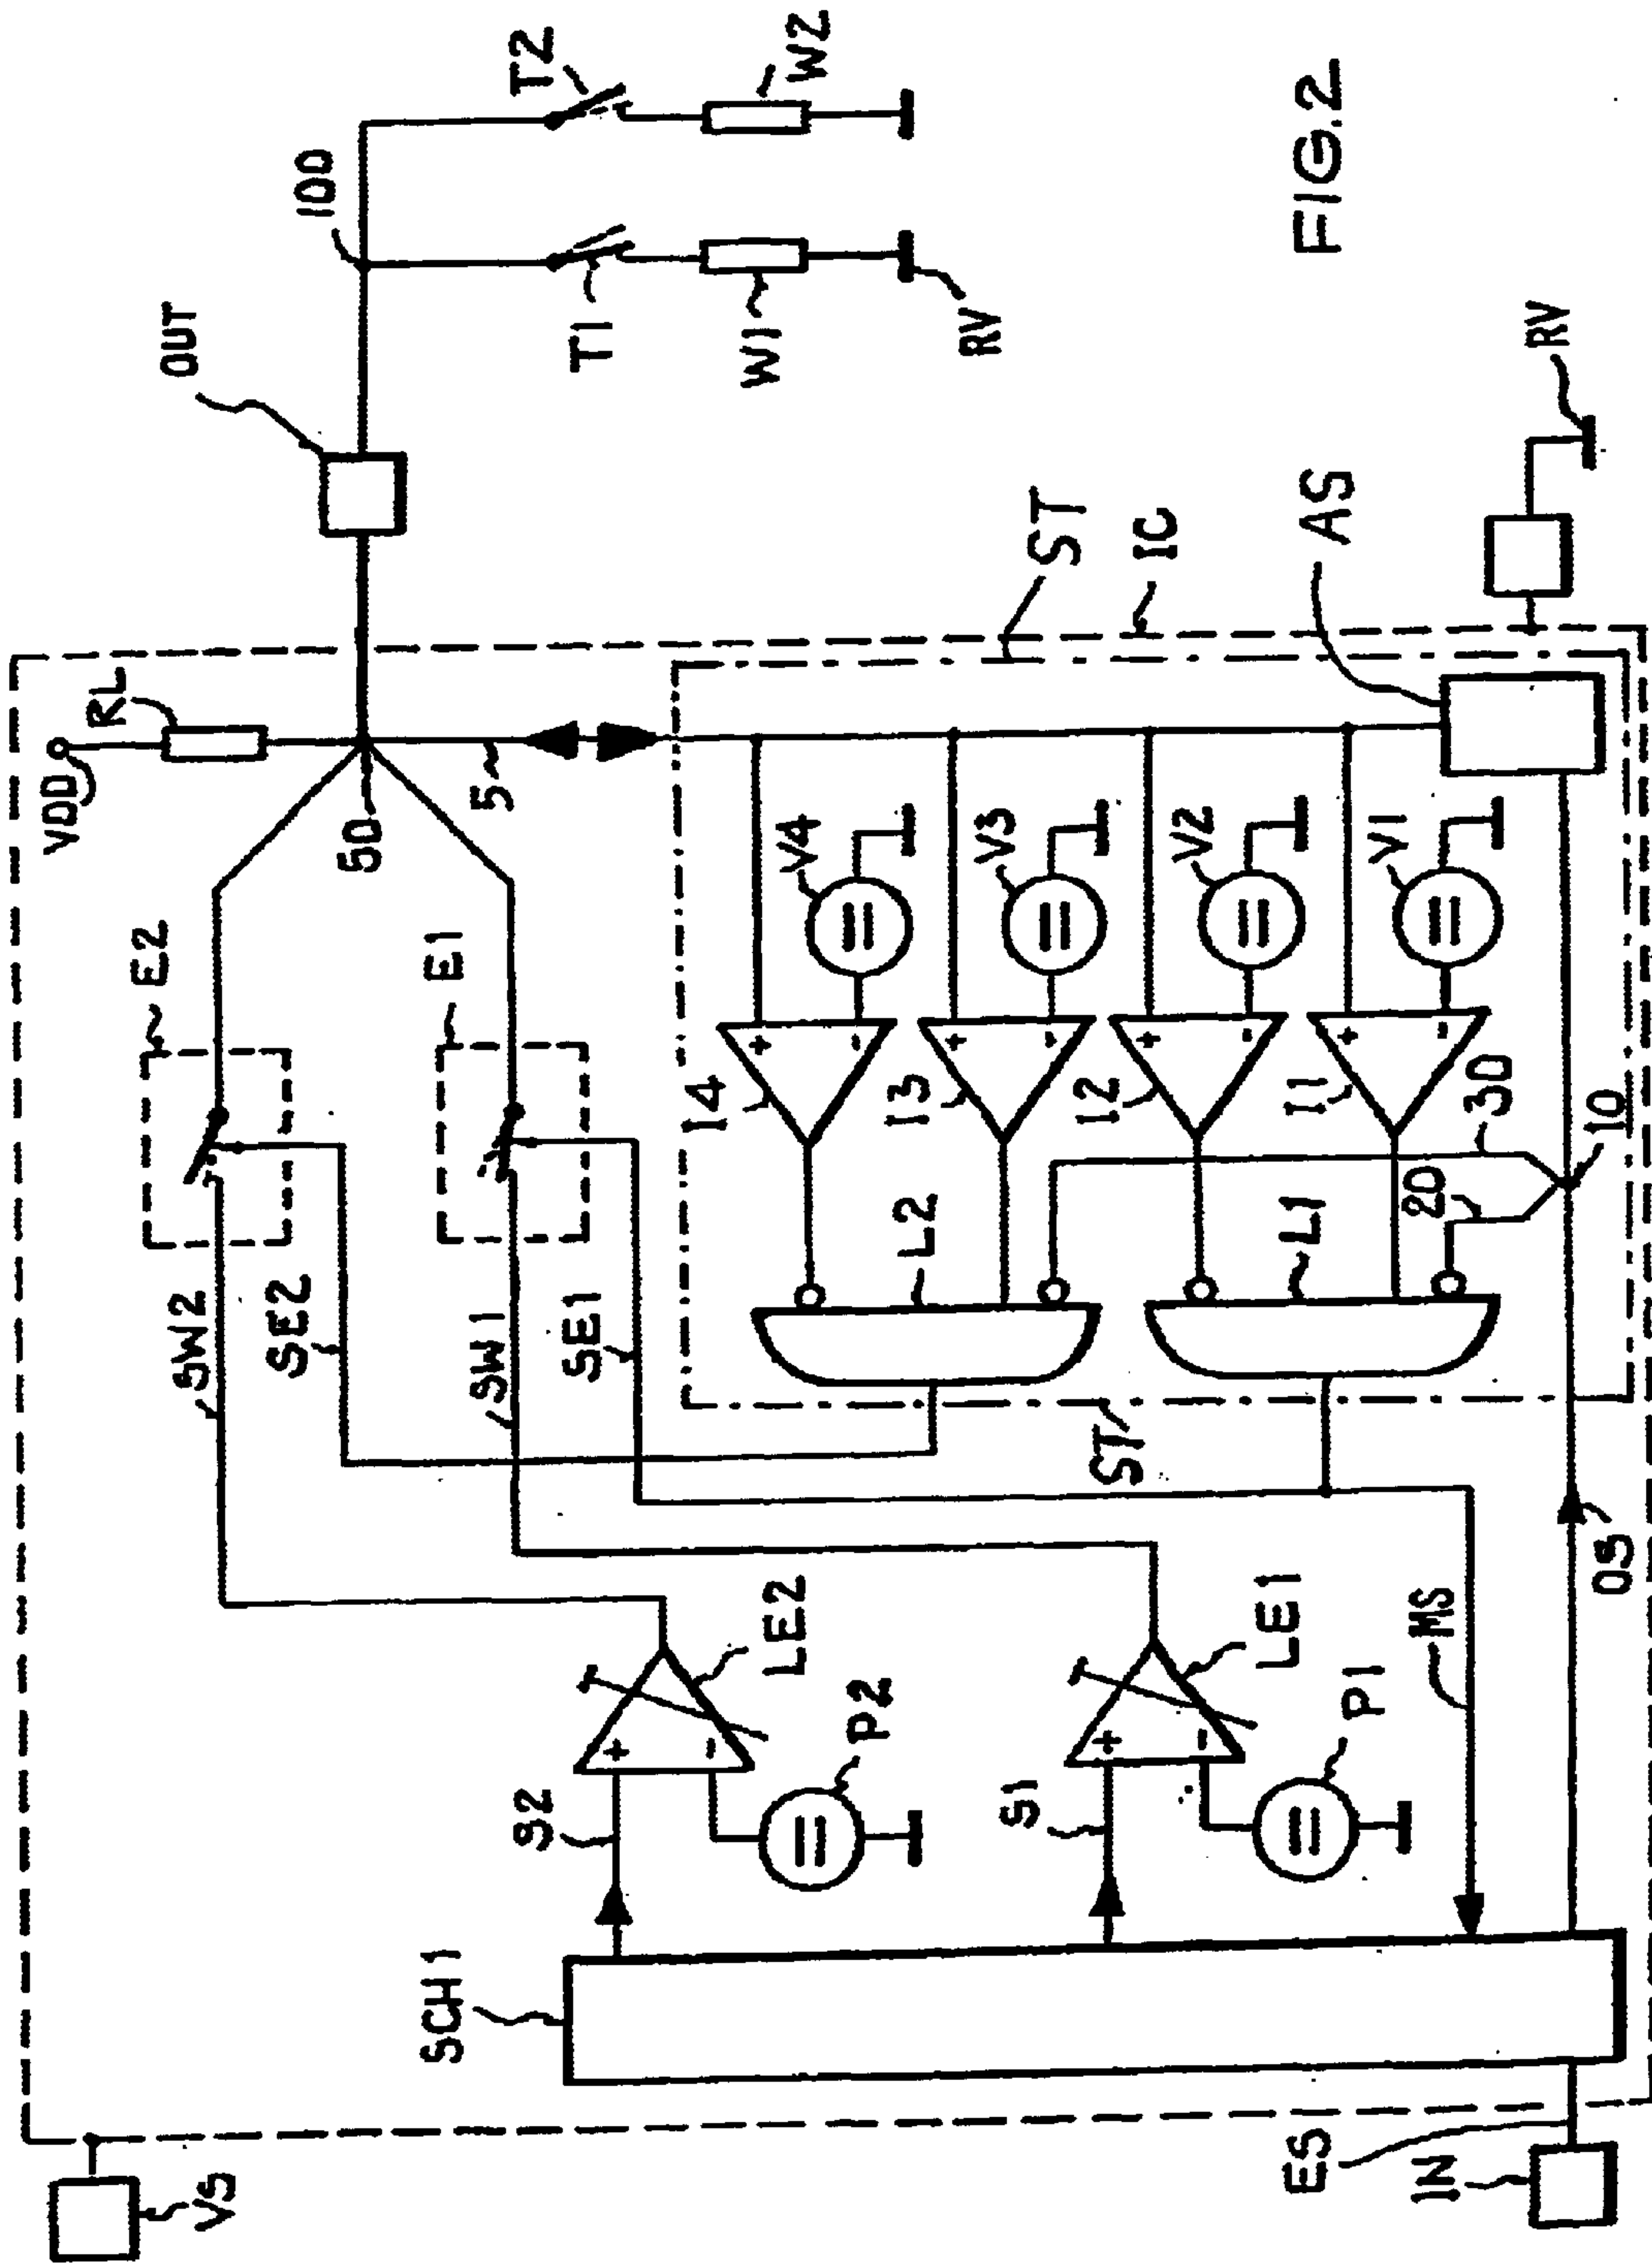 VS
VDD
RL
E2
SW2
SE2
50
OUT
100
T2
T1
W2
W1
RV
E1
SW1
SE1
5
ST
IC
AS
RV
SCH1
S2
+
-
LE2
P2
S1
+
-
LE1
P1
MS
OS
ST
L2
L1
I4
+
-
V4
I3
+
-
V3
I2
+
-
V2
I1
+
-
V1
20
30
10
ES
IN
FIG.2